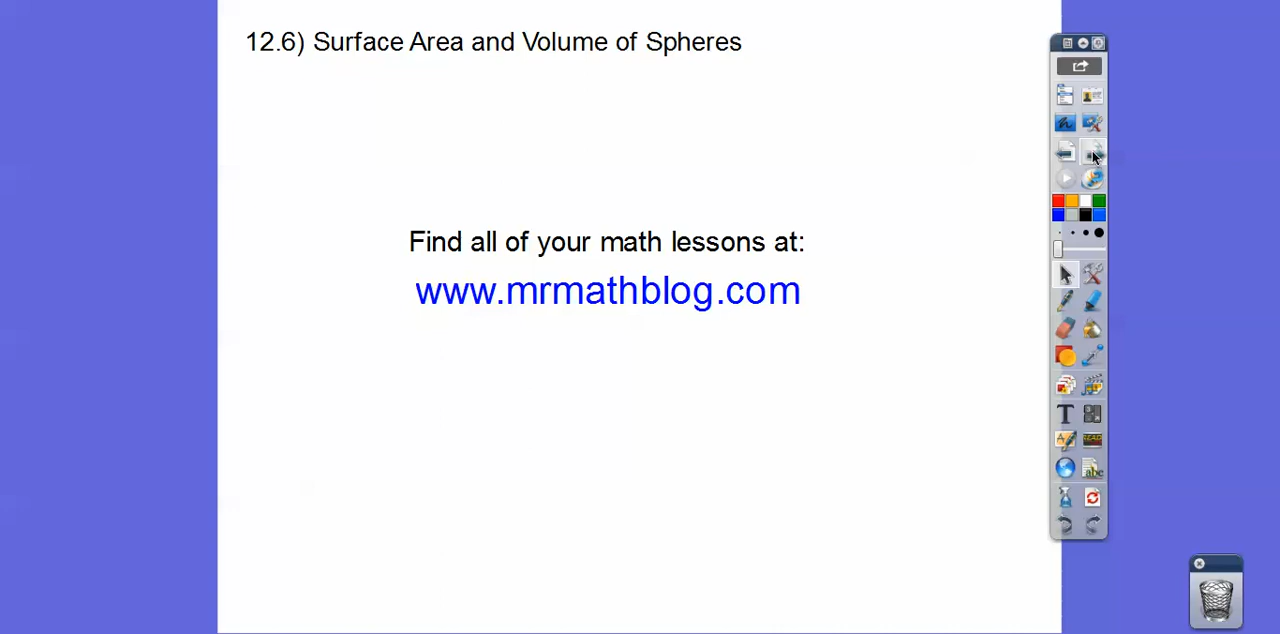 12.6) Surface Area and Volume of Spheres
Find all of your math lessons at:
www.mrmathblog.com